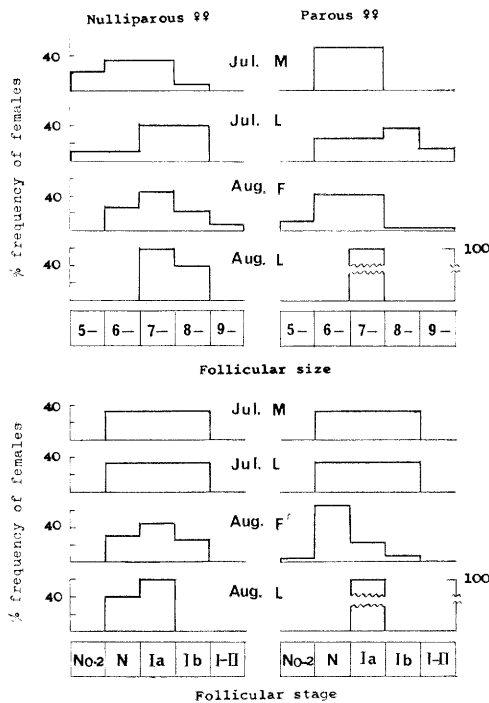 Nulliparous ♀♀ Parous ♀♀
% frequency of females
40 Jul. M
40 Jul. L
40 Aug. F
40 Aug. L 100
5– 6– 7– 8– 9– 5– 6– 7– 8– 9–
Follicular size
% frequency of females
40 Jul. M
40 Jul. L
40 Aug. F
40 Aug. L 100
No.2 N Ia Ib I-II No.2 N Ia Ib I-II
Follicular stage